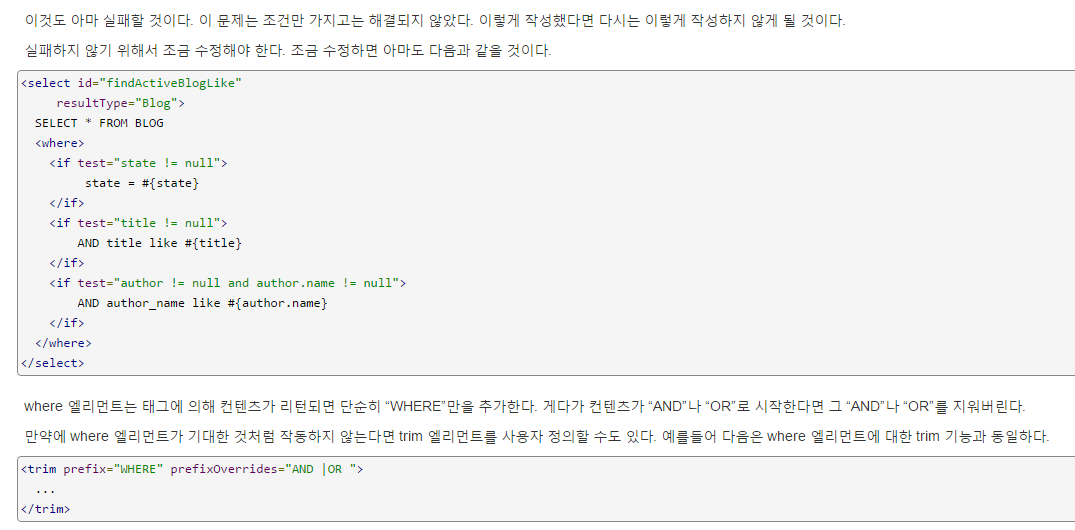 이것도 아마 실패할 것이다. 이 문제는 조건만 가지고는 해결되지 않았다. 이렇게 작성했다면 다시는 이렇게 작성하지 않게 될 것이다.
실패하지 않기 위해서 조금 수정해야 한다. 조금 수정하면 아마도 다음과 같을 것이다.
<select id="findActiveBlogLike"
     resultType="Blog">
  SELECT * FROM BLOG
  <where>
    <if test="state != null">
         state = #{state}
    </if>
    <if test="title != null">
        AND title like #{title}
    </if>
    <if test="author != null and author.name != null">
        AND author_name like #{author.name}
    </if>
  </where>
</select>
where 엘리먼트는 태그에 의해 컨텐츠가 리턴되면 단순히 “WHERE”만을 추가한다. 게다가 컨텐츠가 “AND”나 “OR”로 시작한다면 그 “AND”나 “OR”를 지워버린다.
만약에 where 엘리먼트가 기대한 것처럼 작동하지 않는다면 trim 엘리먼트를 사용자 정의할 수도 있다. 예를들어 다음은 where 엘리먼트에 대한 trim 기능과 동일하다.
<trim prefix="WHERE" prefixOverrides="AND |OR ">
  ...
</trim>